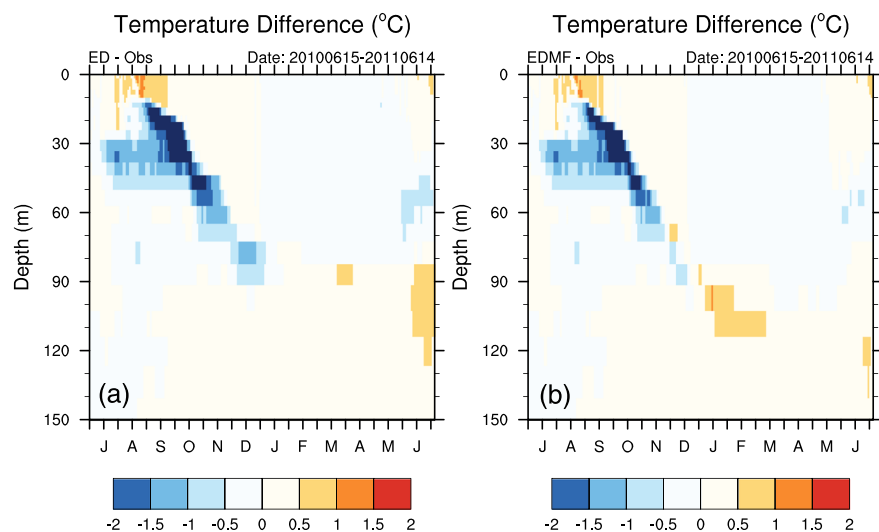 Temperature Difference (°C)
ED - Obs Date: 20100615-20110614
0
30
60
90
120
150
Depth (m)
(a)
J A S O N D J F M A M J
-2 -1.5 -1 -0.5 0 0.5 1 1.5 2
Temperature Difference (°C)
EDMF - Obs Date: 20100615-20110614
0
30
60
90
120
150
Depth (m)
(b)
J A S O N D J F M A M J
-2 -1.5 -1 -0.5 0 0.5 1 1.5 2